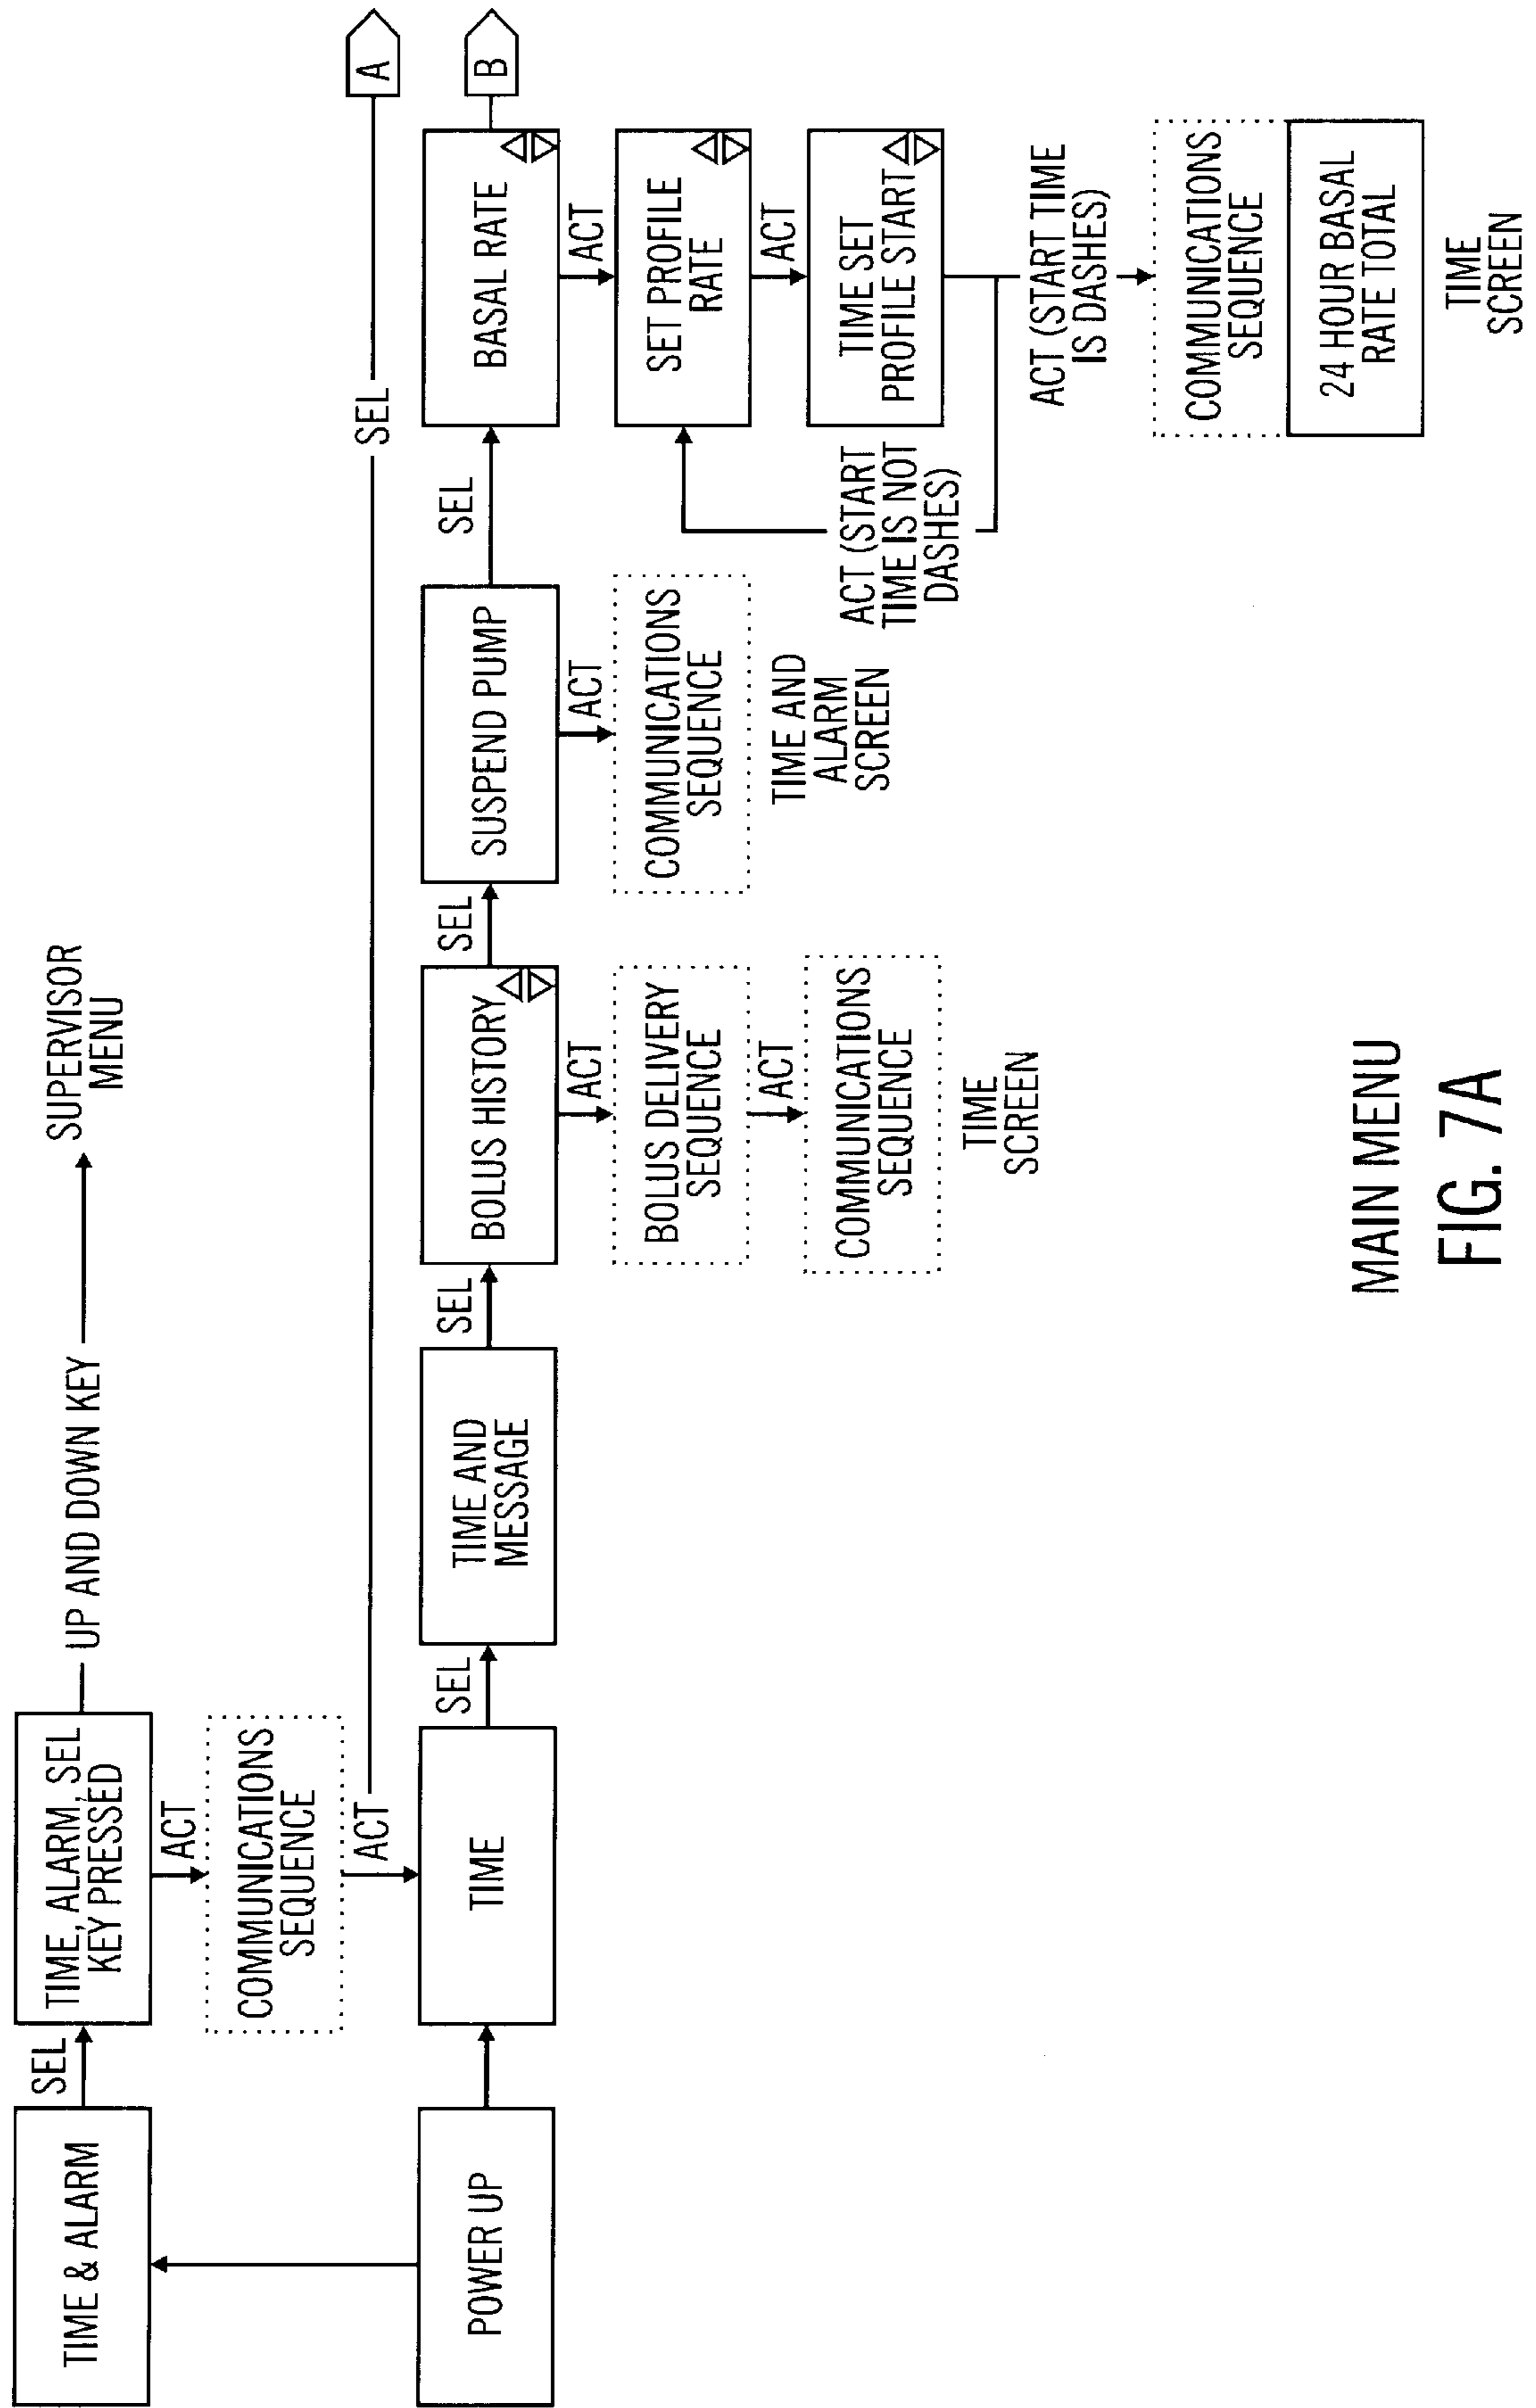 TIME & ALARM
SEL
TIME, ALARM, SEL
KEY PRESSED
UP AND DOWN KEY
SUPERVISOR
MENU
ACT
COMMUNICATIONS
SEQUENCE
ACT
SEL
A
POWER UP
TIME
SEL
TIME AND
MESSAGE
SEL
BOLUS HISTORY
SEL
SUSPEND PUMP
SEL
BASAL RATE
B
ACT
BOLUS DELIVERY
SEQUENCE
ACT
COMMUNICATIONS
SEQUENCE
TIME
SCREEN
ACT
COMMUNICATIONS
SEQUENCE
TIME AND
ALARM
SCREEN
ACT
SET PROFILE
RATE
ACT
TIME SET
PROFILE START
ACT (START
TIME IS NOT
DASHES)
ACT (START TIME
IS DASHES)
COMMUNICATIONS
SEQUENCE
24 HOUR BASAL
RATE TOTAL
TIME
SCREEN
MAIN MENU
FIG. 7A